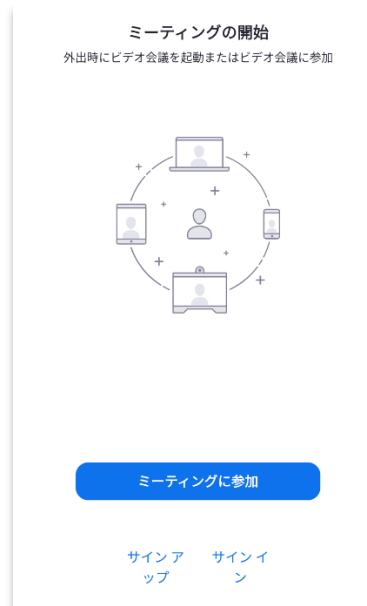 ミーティングの開始
外出時にビデオ会議を起動またはビデオ会議に参加
ミーティングに参加
サイン ア
ップ
サイン イ
ン